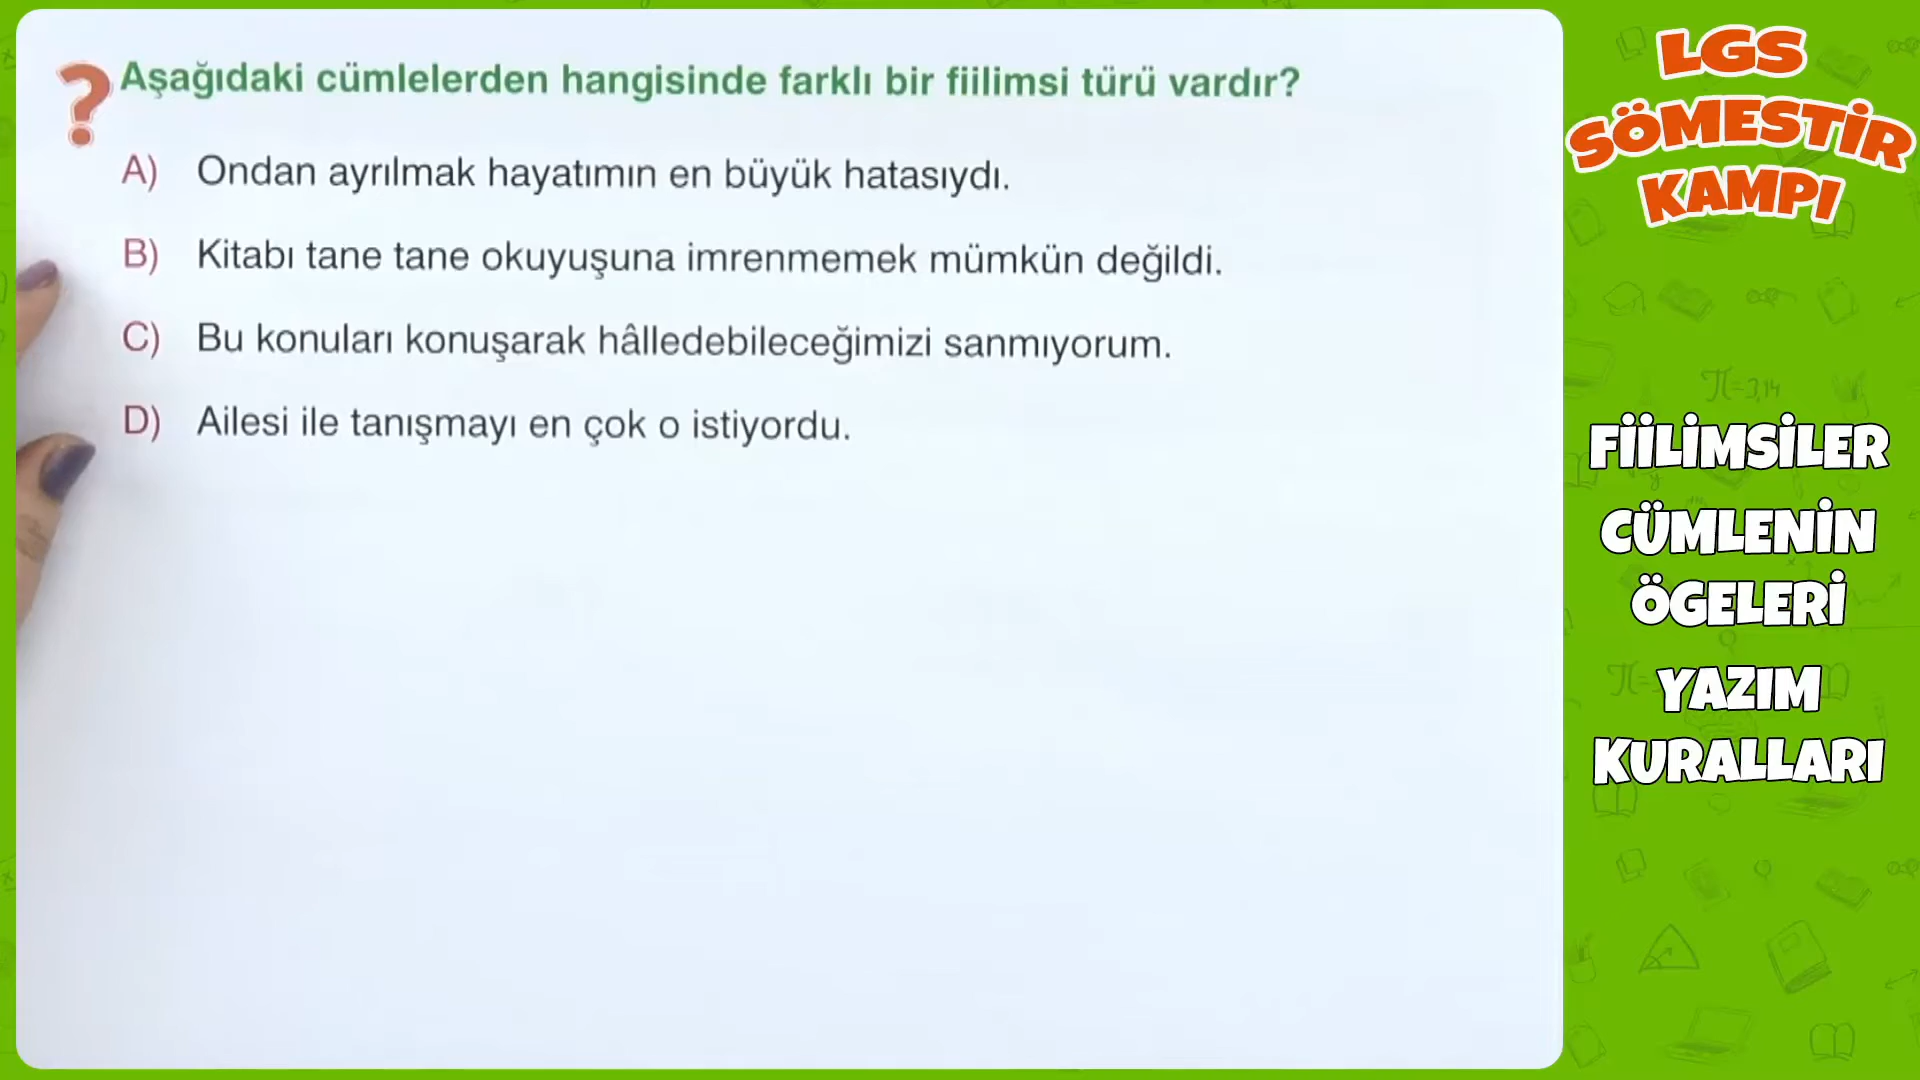 ? Aşağıdaki cümlelerden hangisinde farklı bir fiilimsi türü vardır?
A) Ondan ayrılmak hayatımın en büyük hatasıydı.
B) Kitabı tane tane okuyuşuna imrenmemek mümkün değildi.
C) Bu konuları konuşarak hâlledebileceğimizi sanmıyorum.
D) Ailesi ile tanışmayı en çok o istiyordu.
LGS
SÖMESTİR
KAMPI
π=3,14
FİİLİMSİLER
CÜMLENİN
ÖGELERİ
YAZIM
KURALLARI